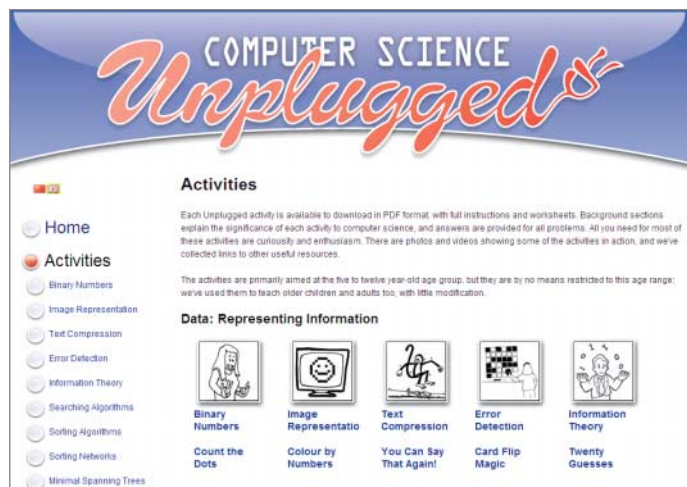 COMPUTER SCIENCE
Unplugged
Home
Activities
Binary Numbers
Image Representation
Text Compression
Error Detection
Information Theory
Searching Algorithms
Sorting Algorithms
Sorting Networks
Minimal Spanning Trees
Activities
Each Unplugged activity is available to download in PDF format, with full instructions and worksheets. Background sections
explain the significance of each activity to computer science, and answers are provided for all problems. All you need for most of
these activities are curiousity and enthusiasm. There are photos and videos showing some of the activities in action, and we've
collected links to other useful resources.
The activities are primarily aimed at the five to twelve year-old age group, but they are by no means restricted to this age range:
we've used them to teach older children and adults too, with little modification.
Data: Representing Information
Binary
Numbers
Count the
Dots
Image
Representatio
Colour by
Numbers
Text
Compression
You Can Say
That Again!
Error
Detection
Card Flip
Magic
Information
Theory
Twenty
Guesses